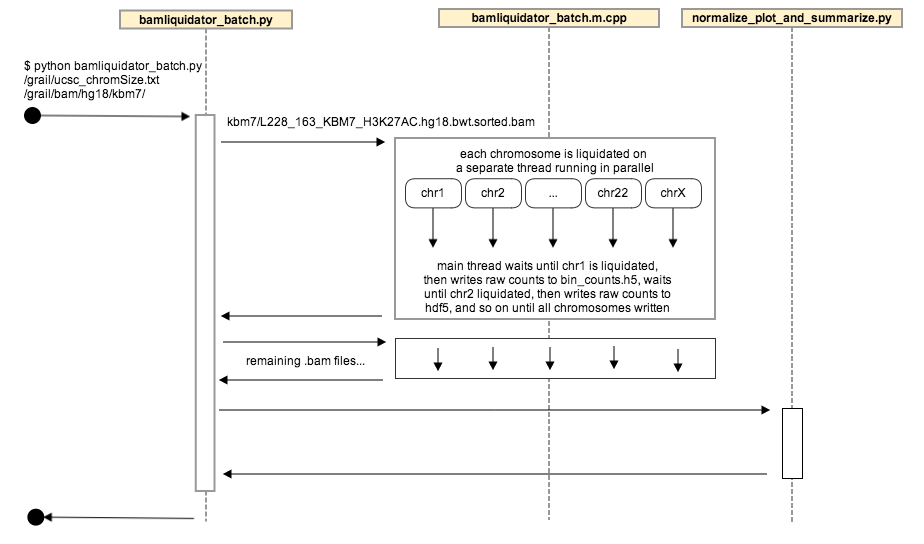 bamliquidator_batch.py
bamliquidator_batch.m.cpp
normalize_plot_and_summarize.py
$ python bamliquidator_batch.py
/grail/ucsc_chromSize.txt
/grail/bam/hg18/kbm7/
kbm7/L228_163_KBM7_H3K27AC.hg18.bwt.sorted.bam
each chromosome is liquidated on
a separate thread running in parallel
chr1
chr2
...
chr22
chrX
main thread waits until chr1 is liquidated,
then writes raw counts to bin_counts.h5, waits
until chr2 liquidated, then writes raw counts to
hdf5, and so on until all chromosomes written
remaining .bam files...